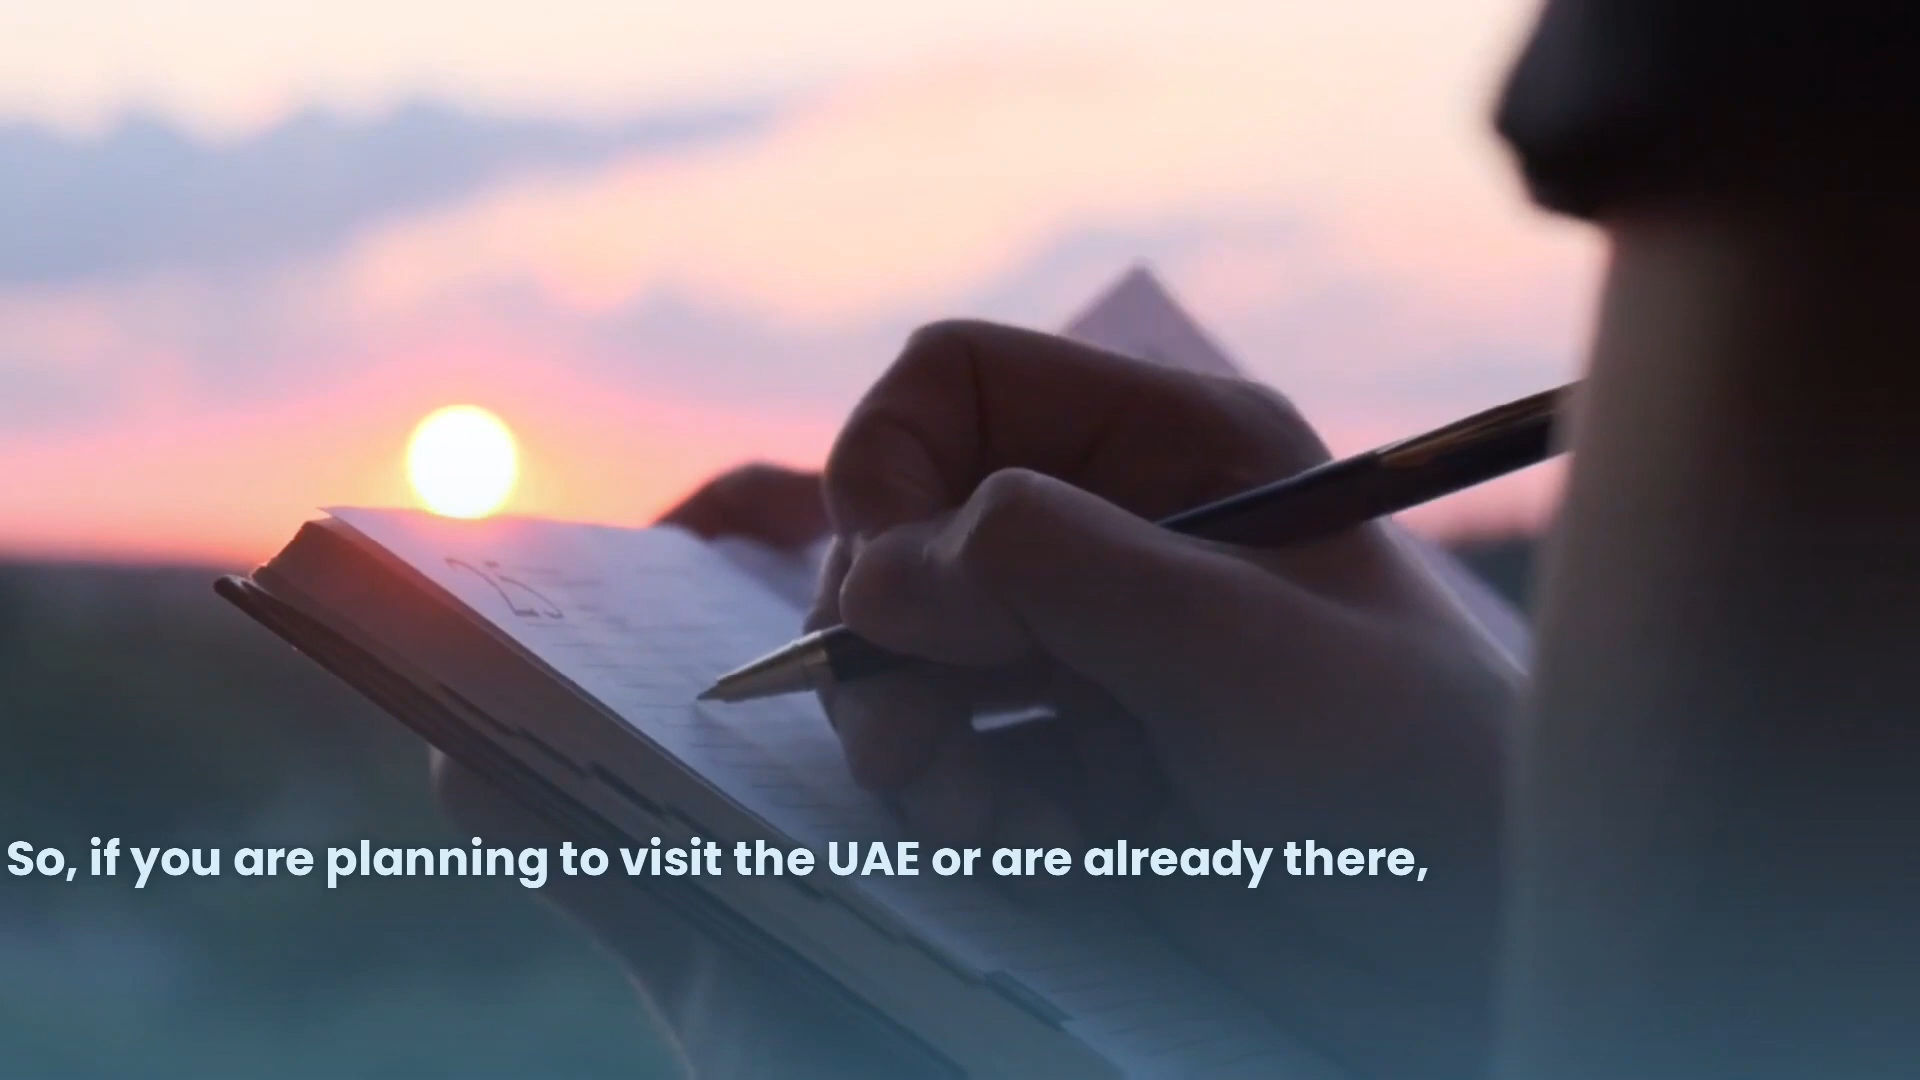 So, if you are planning to visit the UAE or are already there,